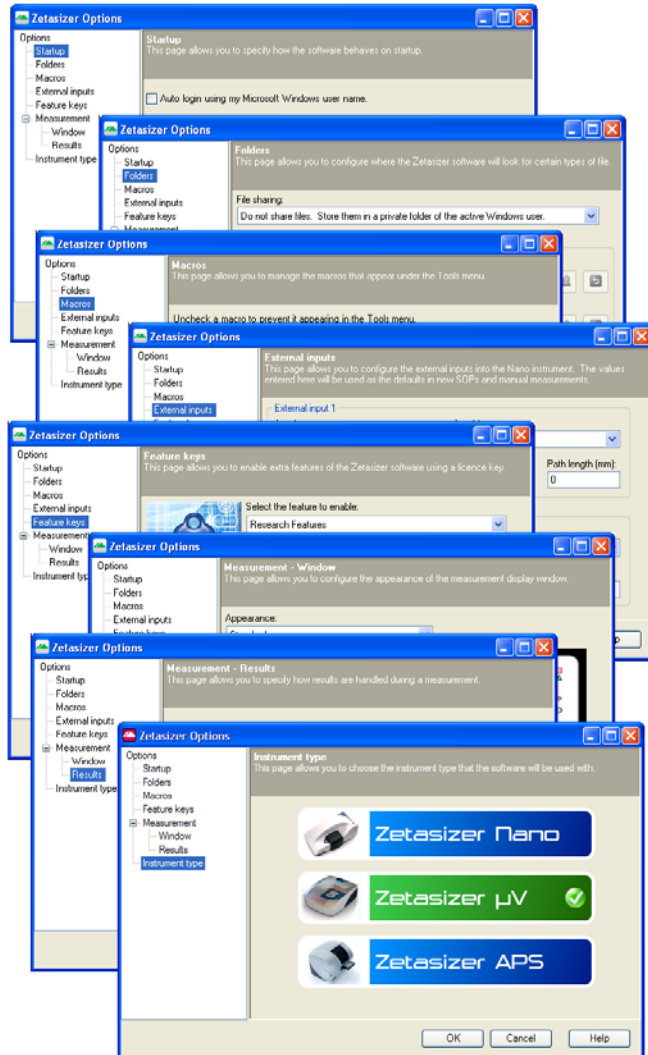 Zetasizer Options
Options
Startup
Folders
Macros
External inputs
Feature keys
Measurement
Window
Results
Instrument type
Startup
This page allows you to specify how the software behaves on startup.
Auto login using my Microsoft Windows user name.
Zetasizer Options
Options
Startup
Folders
Macros
External inputs
Feature keys
Measurement
Folders
This page allows you to configure where the Zetasizer software will look for certain types of file.
File sharing:
Do not share files. Store them in a private folder of the active Windows user.
Zetasizer Options
Options
Startup
Folders
Macros
External inputs
Feature keys
Measurement
Window
Results
Instrument type
Macros
This page allows you to manage the macros that appear under the Tools menu.
Uncheck a macro to prevent it appearing in the Tools menu.
Zetasizer Options
Options
Startup
Folders
Macros
External inputs
External inputs
This page allows you to configure the external inputs into the Nano instrument. The values
entered here will be used as the defaults in new SOPs and manual measurements.
External input 1
Path length (mm):
0
Zetasizer Options
Options
Startup
Folders
Macros
External inputs
Feature keys
Measurement
Window
Results
Instrument typ
Feature keys
This page allows you to enable extra features of the Zetasizer software using a licence key.
Select the feature to enable:
Research Features
Zetasizer Options
Options
Startup
Folders
Macros
External inputs
Measurement - Window
This page allows you to configure the appearance of the measurement display window.
Appearance:
Zetasizer Options
Options
Startup
Folders
Macros
External inputs
Feature keys
Measurement
Window
Results
Instrument type
Measurement - Results
This page allows you to specify how results are handled during a measurement.
Zetasizer Options
Options
Startup
Folders
Macros
Feature keys
Measurement
Window
Results
Instrument type
Instrument type
This page allows you to choose the instrument type that the software will be used with.
Zetasizer Nano
Zetasizer µV
Zetasizer APS
OK
Cancel
Help